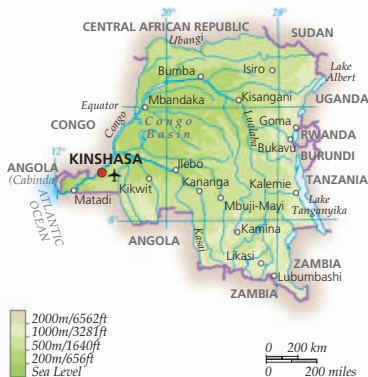 20°
28°
CENTRAL AFRICAN REPUBLIC
SUDAN
Ubangi
Lake
Albert
Bumba
Isiro
UGANDA
Equator
Mbandaka
Kisangani
Congo
CONGO
Congo
Basin
Lualaba
Goma
RWANDA
Bukavu
BURUNDI
12°
ANGOLA
(Cabinda)
KINSHASA
Ilebo
TANZANIA
Kikwit
Kananga
Kalemie
Matadi
Mbuji-Mayi
Lake
Tanganyika
ATLANTIC
OCEAN
8°
ANGOLA
Kasai
Kamina
ZAMBIA
Likasi
Lubumbashi
ZAMBIA
2000m/6562ft
1000m/3281ft
500m/1640ft
200m/656ft
Sea Level
0 200 km
0 200 miles